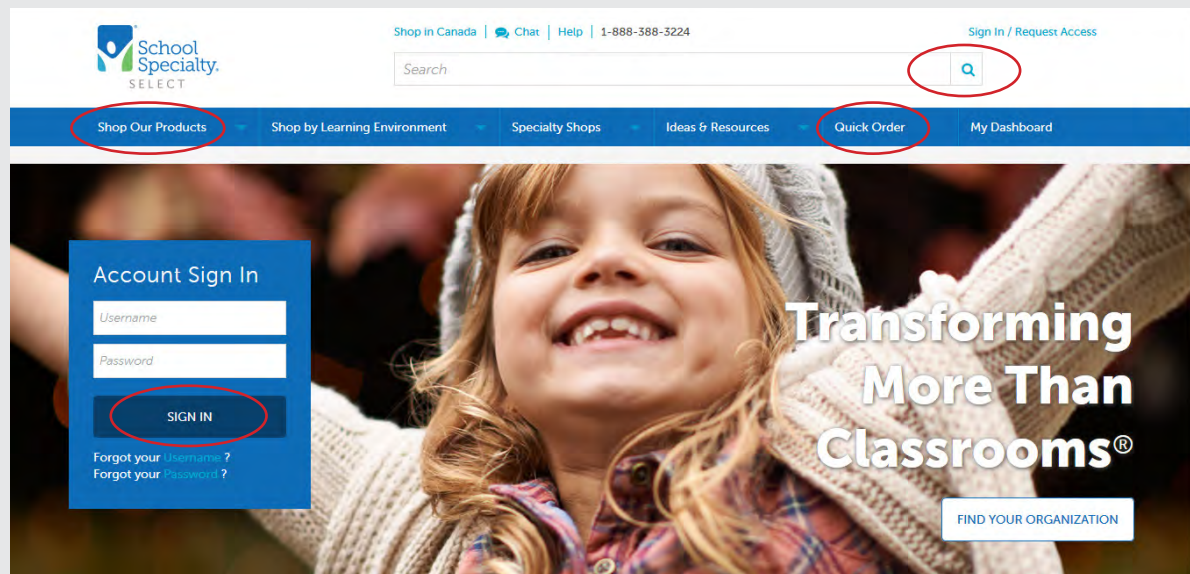 School
Specialty.
SELECT
Shop in Canada | Chat | Help | 1-888-388-3224
Sign In / Request Access
Search
Shop Our Products Shop by Learning Environment Specialty Shops Ideas & Resources Quick Order My Dashboard
Account Sign In
Username
Password
SIGN IN
Forgot your Username ?
Forgot your Password ?
Transforming
More Than
Classrooms®
FIND YOUR ORGANIZATION